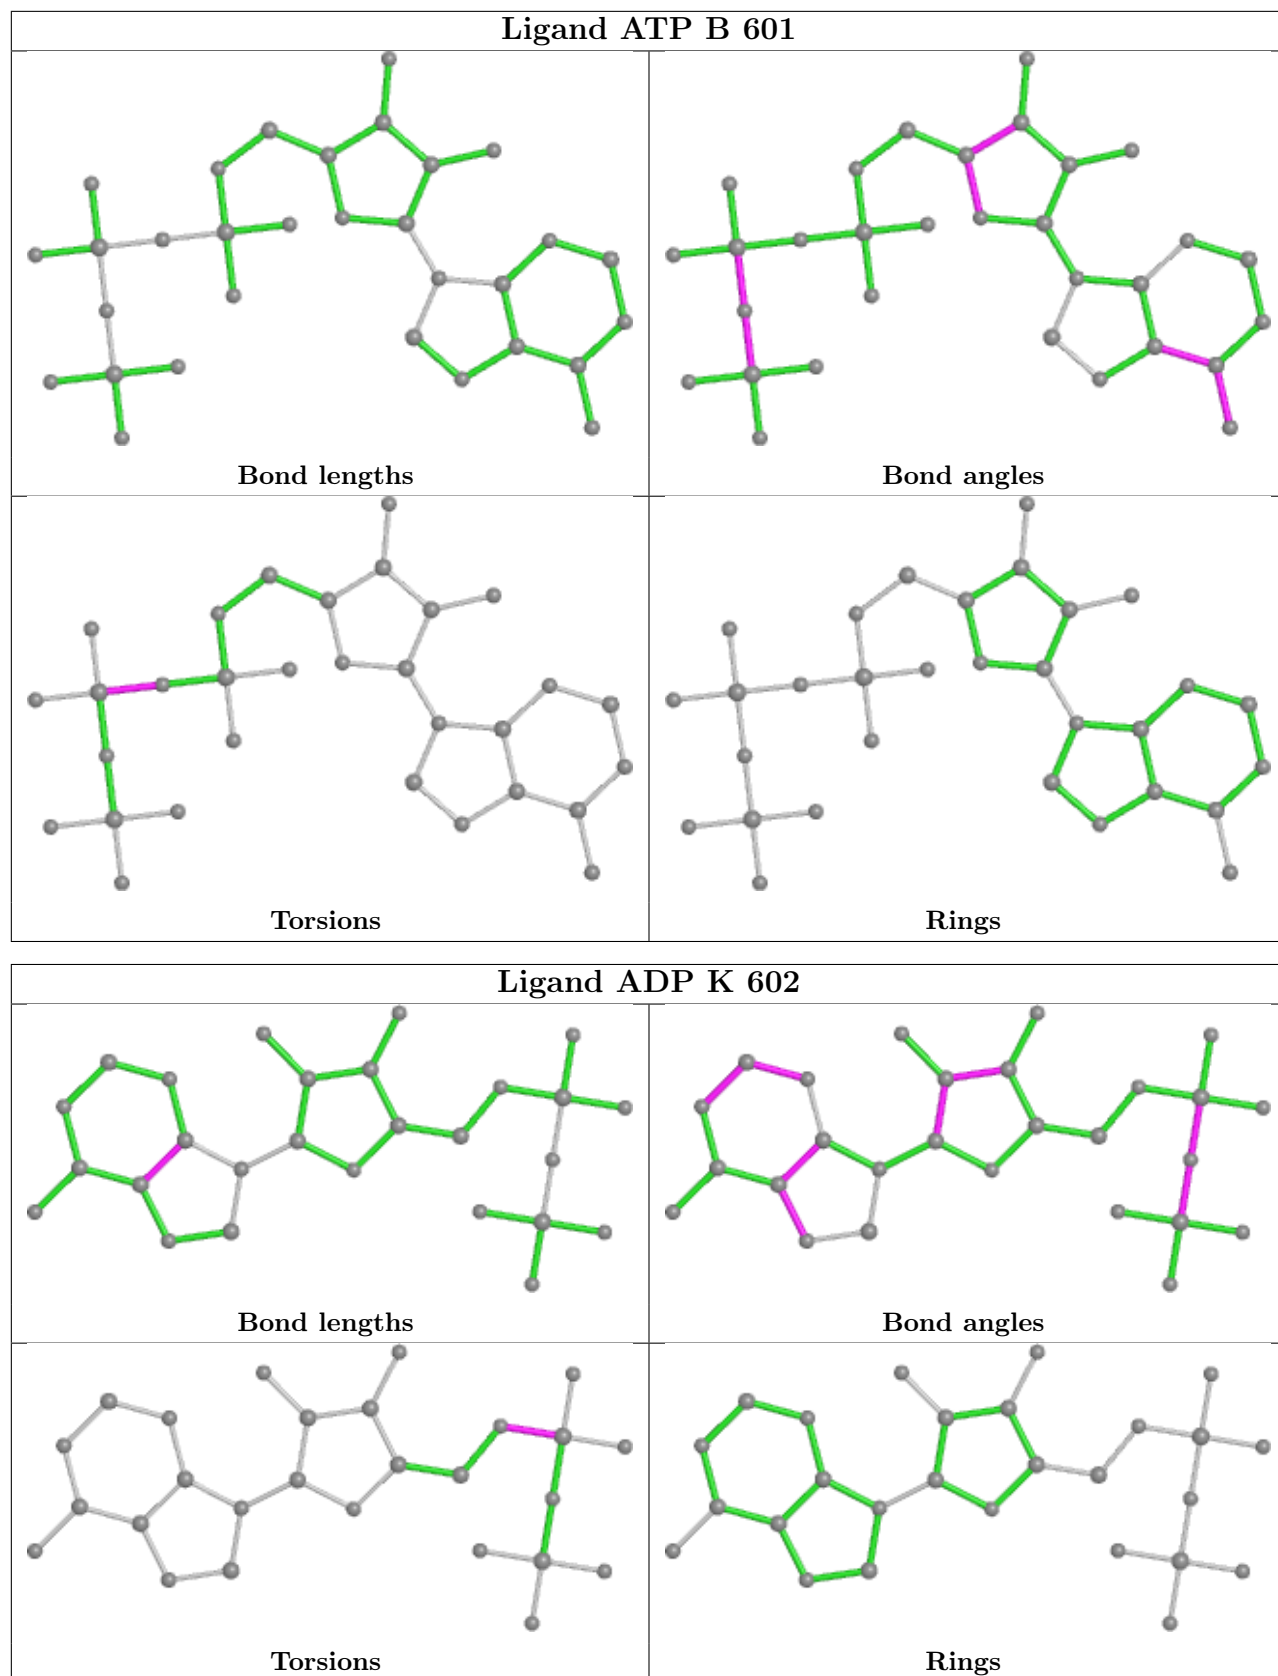 Ligand ATP B 601
Bond lengths
Bond angles
Torsions
Rings
Ligand ADP K 602
Bond lengths
Bond angles
Torsions
Rings